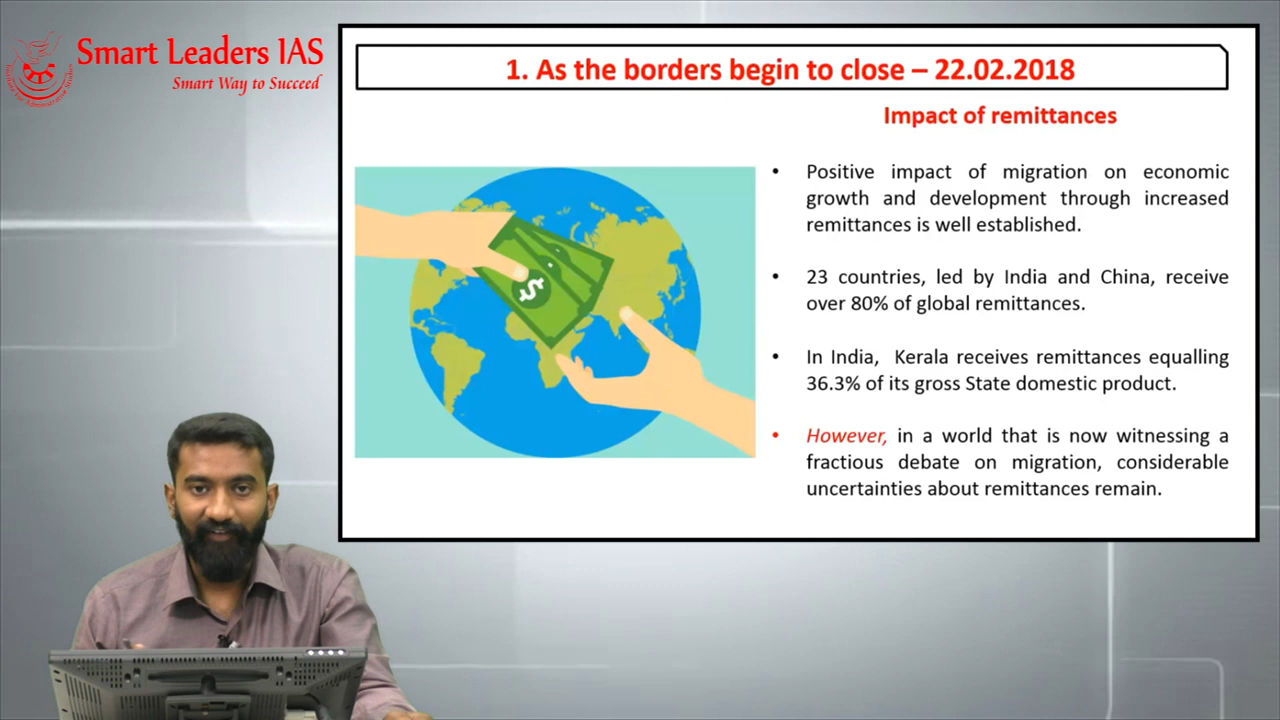 Smart Leaders IAS
Smart Way to Succeed
1. As the borders begin to close – 22.02.2018
Impact of remittances
• Positive impact of migration on economic
growth and development through increased
remittances is well established.
• 23 countries, led by India and China, receive
over 80% of global remittances.
• In India, Kerala receives remittances equalling
36.3% of its gross State domestic product.
• However, in a world that is now witnessing a
fractious debate on migration, considerable
uncertainties about remittances remain.
$